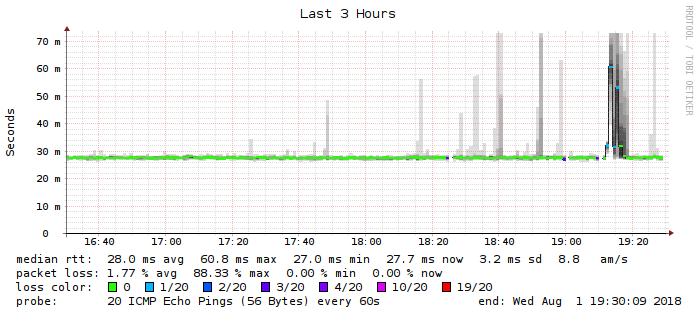 Last 3 Hours
RRDTOOL / TOBI OETIKER
Seconds
70 m
60 m
50 m
40 m
30 m
20 m
10 m
0
16:40 17:00 17:20 17:40 18:00 18:20 18:40 19:00 19:20
median rtt: 28.0 ms avg 60.8 ms max 27.0 ms min 27.7 ms now 3.2 ms sd 8.8 am/s
packet loss: 1.77 % avg 88.33 % max 0.00 % min 0.00 % now
loss color: 0 1/20 2/20 3/20 4/20 10/20 19/20
probe: 20 ICMP Echo Pings (56 Bytes) every 60s end: Wed Aug 1 19:30:09 2018